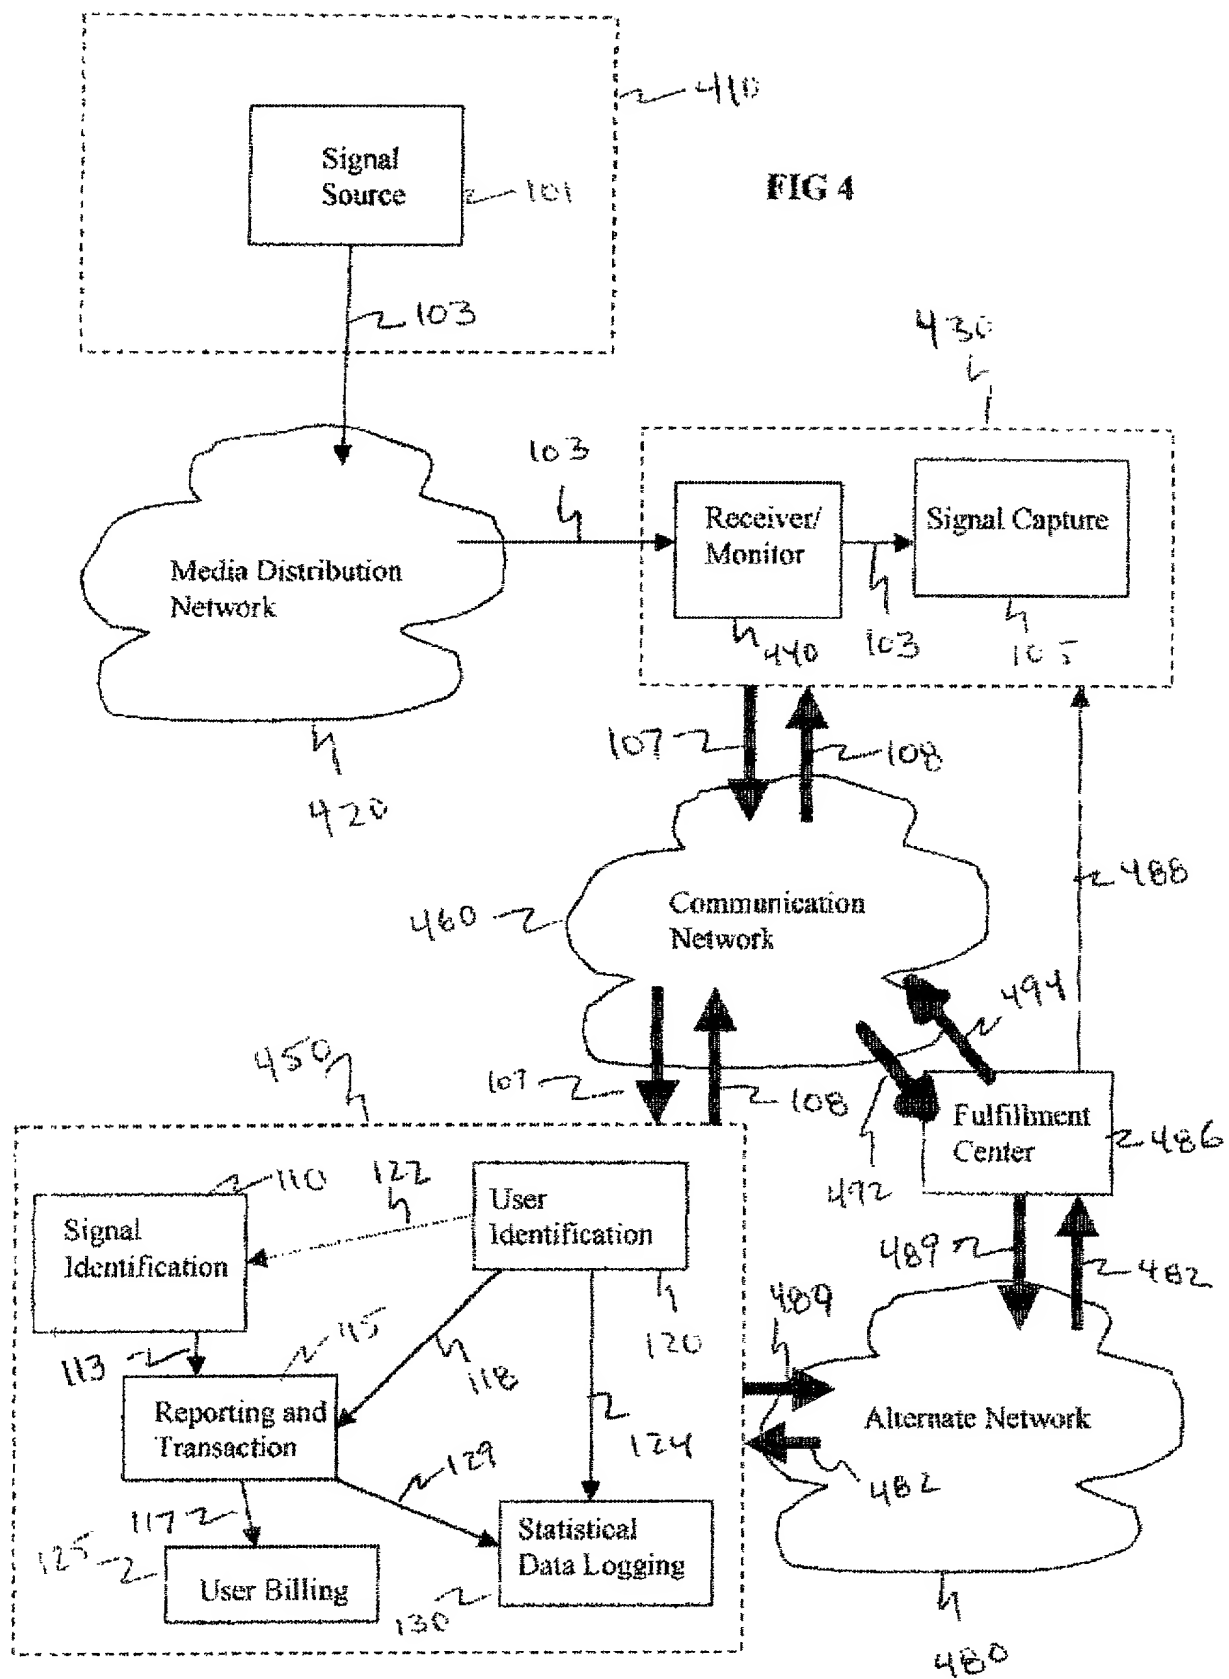 410
Signal
Source
101
FIG 4
103
430
103
Receiver/
Monitor
Signal Capture
Media Distribution
Network
440
103
105
107
108
420
488
460
Communication
Network
494
450
107
108
492
Fulfillment
Center
486
110
122
User
Identification
Signal
Identification
489
482
489
120
113
115
118
Reporting and
Transaction
Alternate Network
124
129
482
117
125
Statistical
Data Logging
User Billing
130
480